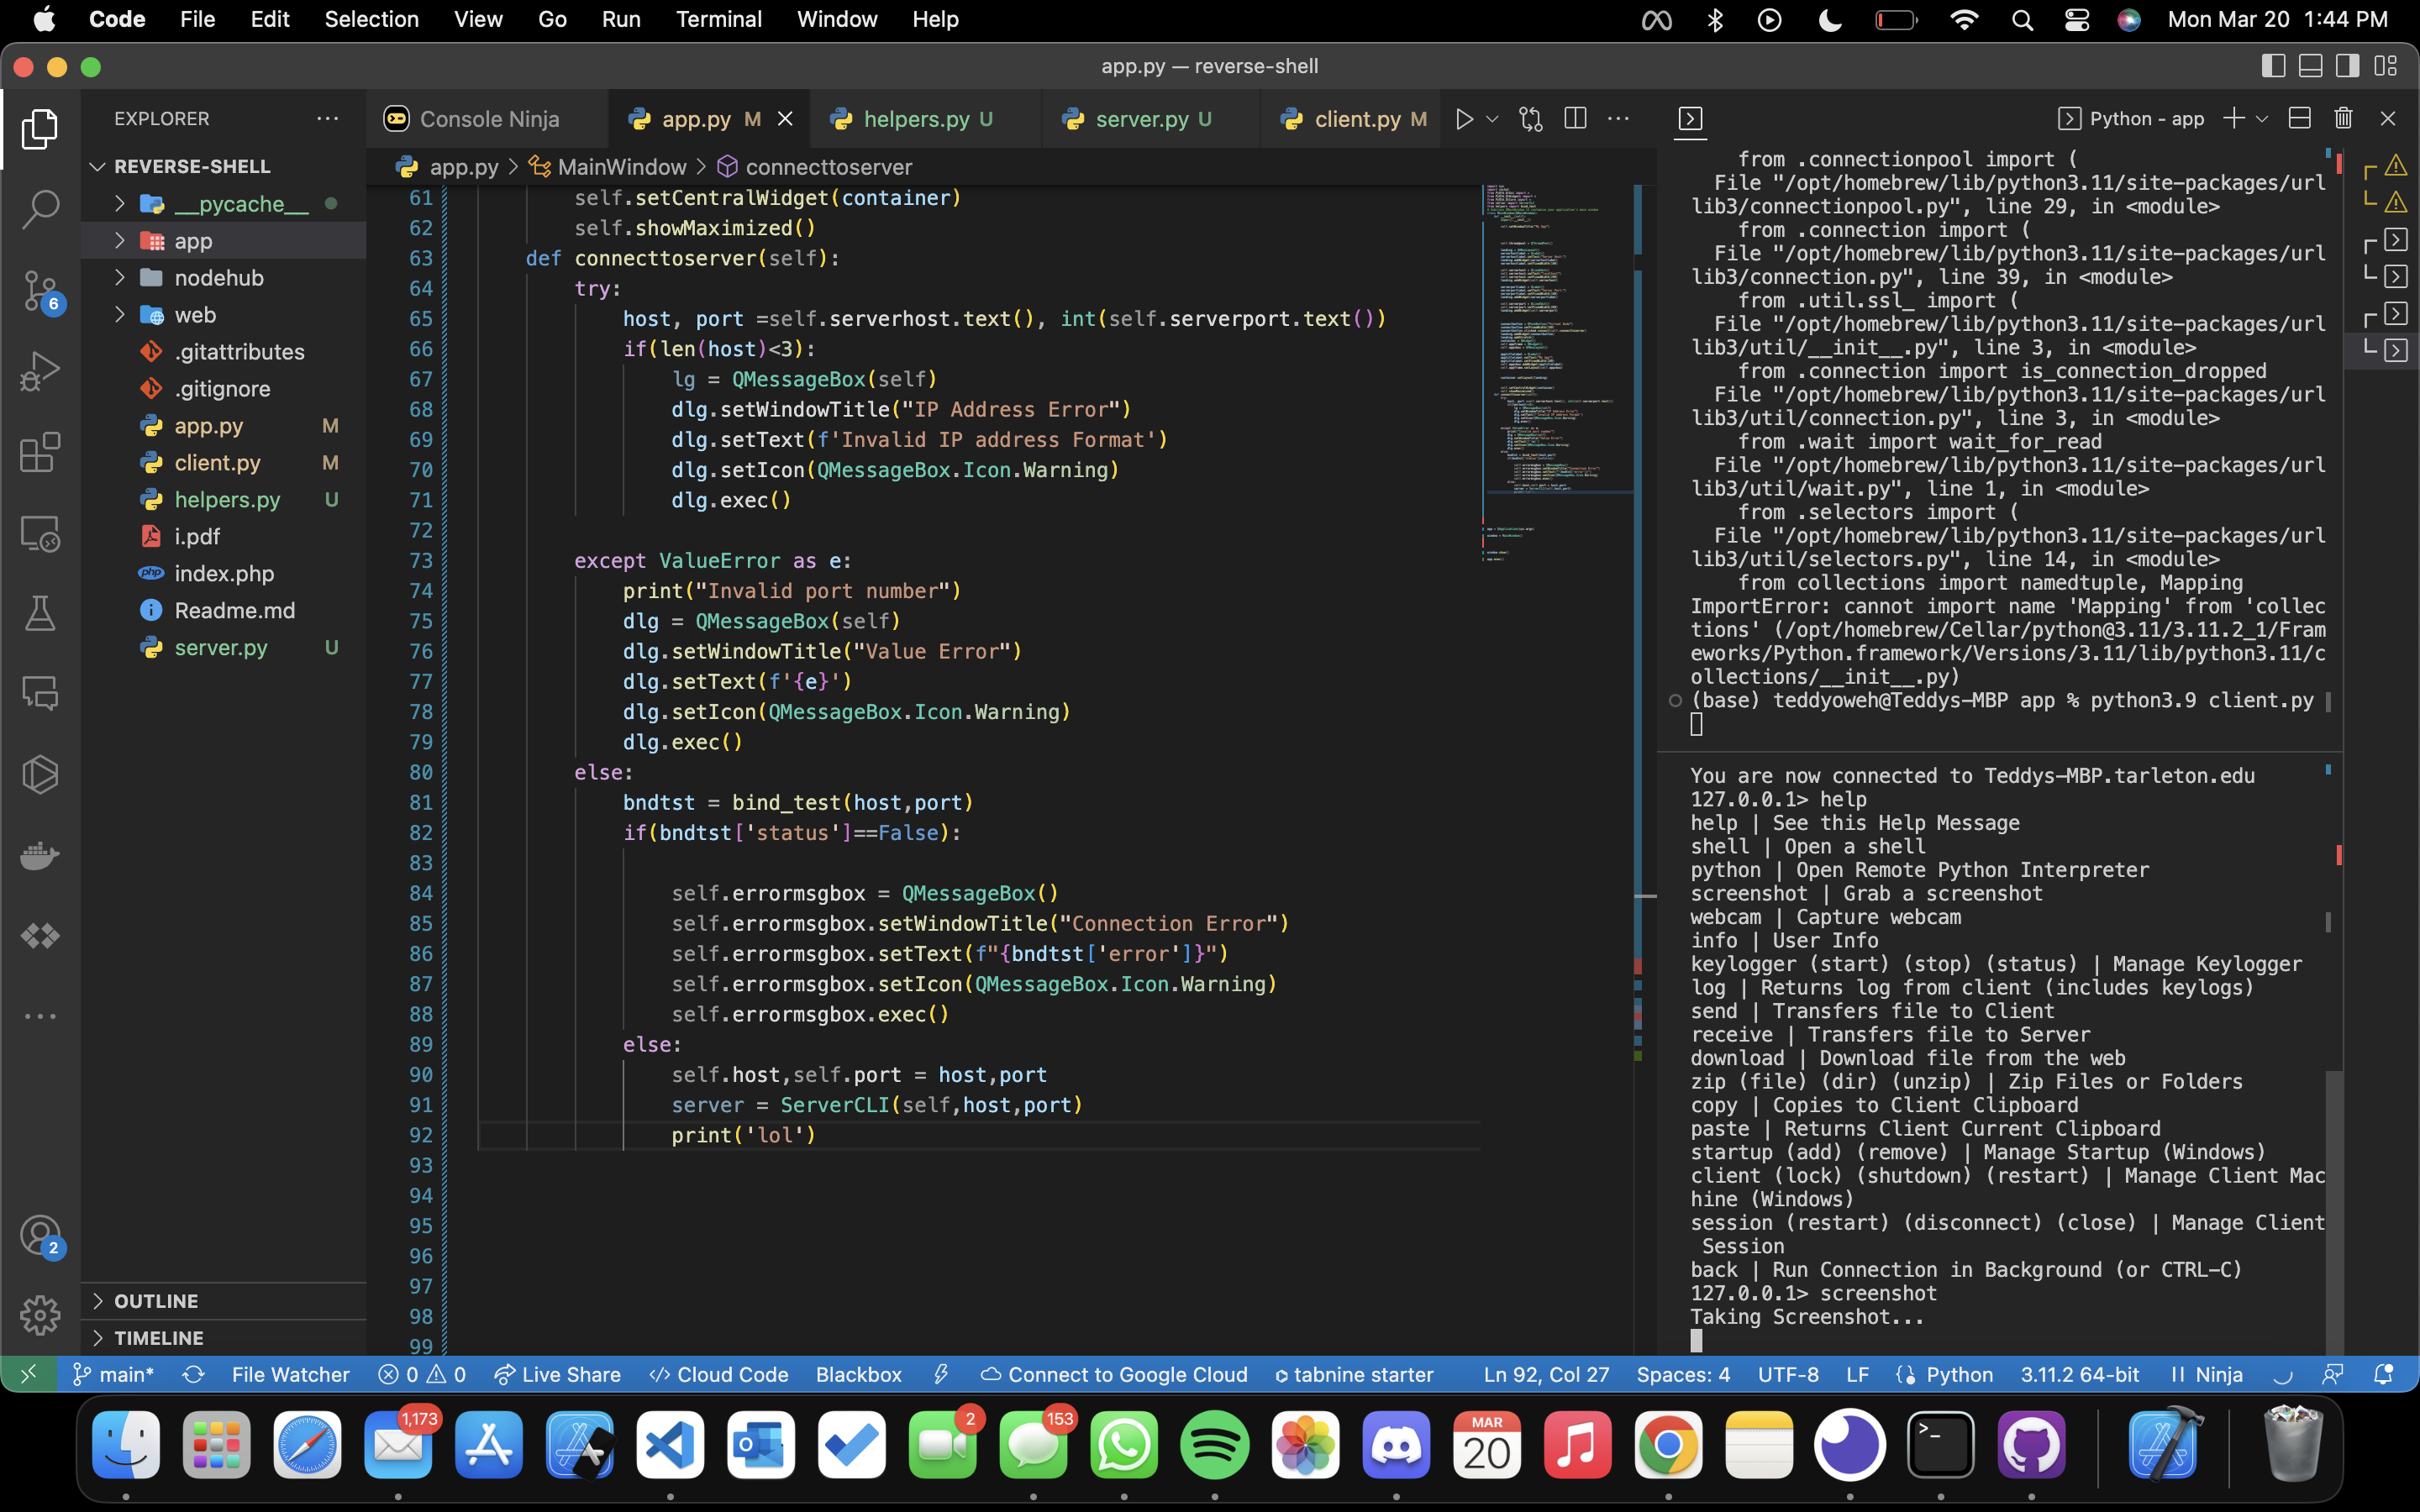 Code File Edit Selection View Go Run Terminal Window Help Mon Mar 20 1:44 PM
app.py — reverse-shell
EXPLORER
REVERSE-SHELL
__pycache__
app
nodehub
web
.gitattributes
.gitignore
app.py M
client.py M
helpers.py U
i.pdf
index.php
Readme.md
server.py U
OUTLINE
TIMELINE
6
2
Console Ninja app.py M helpers.py U server.py U client.py M
app.py > MainWindow > connecttoserver
61 self.setCentralWidget(container)
62 self.showMaximized()
63 def connecttoserver(self):
64 try:
65 host, port =self.serverhost.text(), int(self.serverport.text())
66 if(len(host)<3):
67 lg = QMessageBox(self)
68 dlg.setWindowTitle("IP Address Error")
69 dlg.setText(f'Invalid IP address Format')
70 dlg.setIcon(QMessageBox.Icon.Warning)
71 dlg.exec()
72
73 except ValueError as e:
74 print("Invalid port number")
75 dlg = QMessageBox(self)
76 dlg.setWindowTitle("Value Error")
77 dlg.setText(f'{e}')
78 dlg.setIcon(QMessageBox.Icon.Warning)
79 dlg.exec()
80 else:
81 bndtst = bind_test(host,port)
82 if(bndtst['status']==False):
83
84 self.errormsgbox = QMessageBox()
85 self.errormsgbox.setWindowTitle("Connection Error")
86 self.errormsgbox.setText(f"{bndtst['error']}")
87 self.errormsgbox.setIcon(QMessageBox.Icon.Warning)
88 self.errormsgbox.exec()
89 else:
90 self.host,self.port = host,port
91 server = ServerCLI(self,host,port)
92 print('lol')
93
94
95
96
97
98
99
Python - app
from .connectionpool import (
File "/opt/homebrew/lib/python3.11/site-packages/url
lib3/connectionpool.py", line 29, in <module>
from .connection import (
File "/opt/homebrew/lib/python3.11/site-packages/url
lib3/connection.py", line 39, in <module>
from .util.ssl_ import (
File "/opt/homebrew/lib/python3.11/site-packages/url
lib3/util/__init__.py", line 3, in <module>
from .connection import is_connection_dropped
File "/opt/homebrew/lib/python3.11/site-packages/url
lib3/util/connection.py", line 3, in <module>
from .wait import wait_for_read
File "/opt/homebrew/lib/python3.11/site-packages/url
lib3/util/wait.py", line 1, in <module>
from .selectors import (
File "/opt/homebrew/lib/python3.11/site-packages/url
lib3/util/selectors.py", line 14, in <module>
from collections import namedtuple, Mapping
ImportError: cannot import name 'Mapping' from 'collec
tions' (/opt/homebrew/Cellar/python@3.11/3.11.2_1/Fram
eworks/Python.framework/Versions/3.11/lib/python3.11/c
ollections/__init__.py)
(base) teddyoweh@Teddys-MBP app % python3.9 client.py
You are now connected to Teddys-MBP.tarleton.edu
127.0.0.1> help
help | See this Help Message
shell | Open a shell
python | Open Remote Python Interpreter
screenshot | Grab a screenshot
webcam | Capture webcam
info | User Info
keylogger (start) (stop) (status) | Manage Keylogger
log | Returns log from client (includes keylogs)
send | Transfers file to Client
receive | Transfers file to Server
download | Download file from the web
zip (file) (dir) (unzip) | Zip Files or Folders
copy | Copies to Client Clipboard
paste | Returns Client Current Clipboard
startup (add) (remove) | Manage Startup (Windows)
client (lock) (shutdown) (restart) | Manage Client Mac
hine (Windows)
session (restart) (disconnect) (close) | Manage Client
Session
back | Run Connection in Background (or CTRL-C)
127.0.0.1> screenshot
Taking Screenshot...
main* File Watcher 0 0 Live Share Cloud Code Blackbox Connect to Google Cloud tabnine starter Ln 92, Col 27 Spaces: 4 UTF-8 LF Python 3.11.2 64-bit Ninja
1,173 2 153 MAR
20